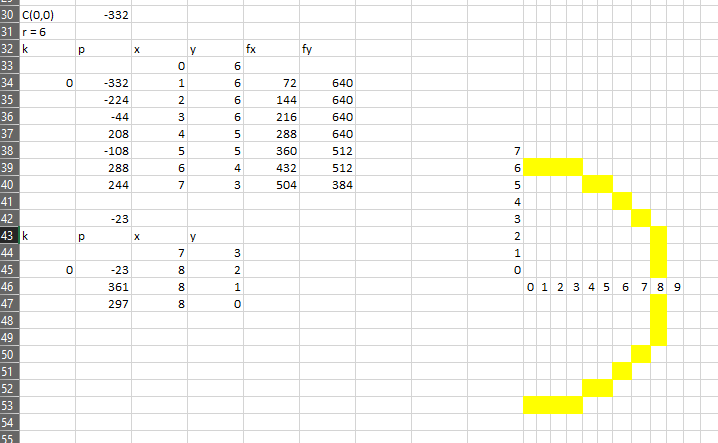 29
30 C(0,0) -332
31 r = 6
32 k p x y fx fy
33 0 6
34 0 -332 1 6 72 640
35 -224 2 6 144 640
36 -44 3 6 216 640
37 208 4 5 288 640
38 -108 5 5 360 512 7
39 288 6 4 432 512 6
40 244 7 3 504 384 5
41 4
42 -23 3
43 k p x y 2
44 7 3 1
45 0 -23 8 2 0
46 361 8 1 0 1 2 3 4 5 6 7 8 9
47 297 8 0
48
49
50
51
52
53
54
55